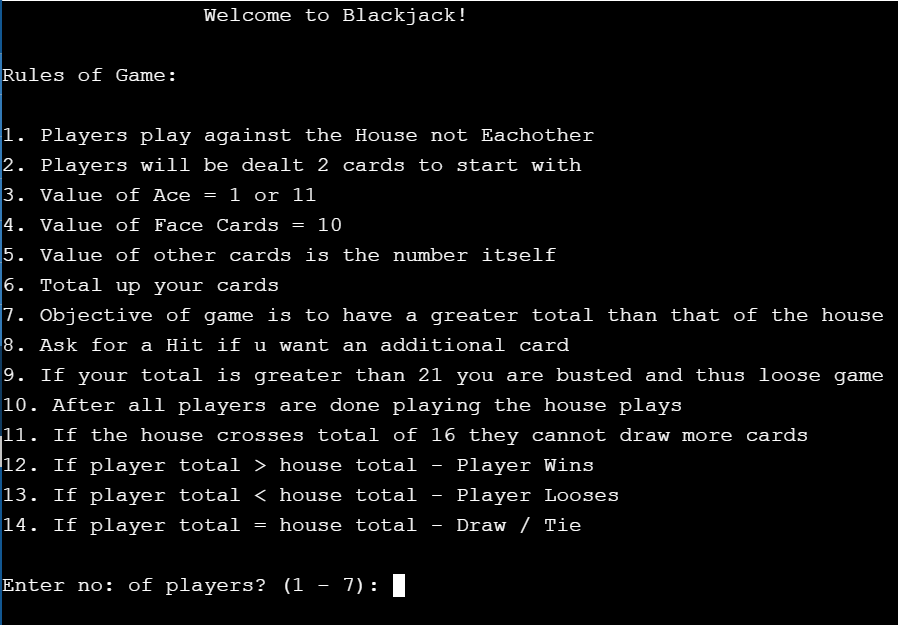 Welcome to Blackjack!
Rules of Game:
1. Players play against the House not Eachother
2. Players will be dealt 2 cards to start with
3. Value of Ace = 1 or 11
4. Value of Face Cards = 10
5. Value of other cards is the number itself
6. Total up your cards
7. Objective of game is to have a greater total than that of the house
8. Ask for a Hit if u want an additional card
9. If your total is greater than 21 you are busted and thus loose game
10. After all players are done playing the house plays
11. If the house crosses total of 16 they cannot draw more cards
12. If player total > house total - Player Wins
13. If player total < house total - Player Looses
14. If player total = house total - Draw / Tie
Enter no: of players? (1 - 7):